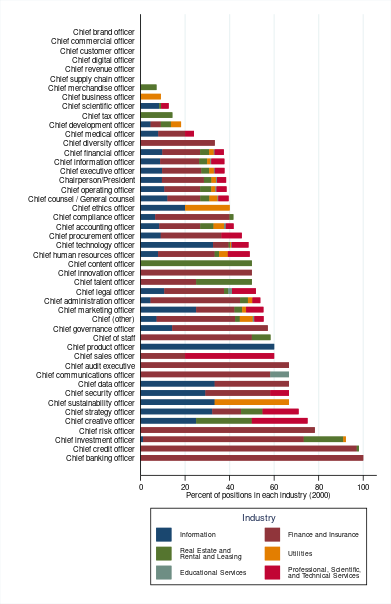 Chief brand officer
Chief commercial officer
Chief customer officer
Chief digital officer
Chief revenue officer
Chief supply chain officer
Chief merchandise officer
Chief business officer
Chief scientific officer
Chief tax officer
Chief development officer
Chief medical officer
Chief diversity officer
Chief financial officer
Chief information officer
Chief executive officer
Chairperson/President
Chief operating officer
Chief counsel / General counsel
Chief ethics officer
Chief compliance officer
Chief accounting officer
Chief procurement officer
Chief technology officer
Chief human resources officer
Chief content officer
Chief innovation officer
Chief talent officer
Chief legal officer
Chief administration officer
Chief marketing officer
Chief (other) officer
Chief governance officer
Chief of staff
Chief product officer
Chief sales officer
Chief audit executive
Chief communications officer
Chief data officer
Chief security officer
Chief sustainability officer
Chief strategy officer
Chief creative officer
Chief risk officer
Chief investment officer
Chief credit officer
Chief banking officer
0 20 40 60 80 100
Percent of positions in each industry (2000)
Industry
Information
Finance and Insurance
Real Estate and
Rental and Leasing
Utilities
Educational Services
Professional, Scientific,
and Technical Services